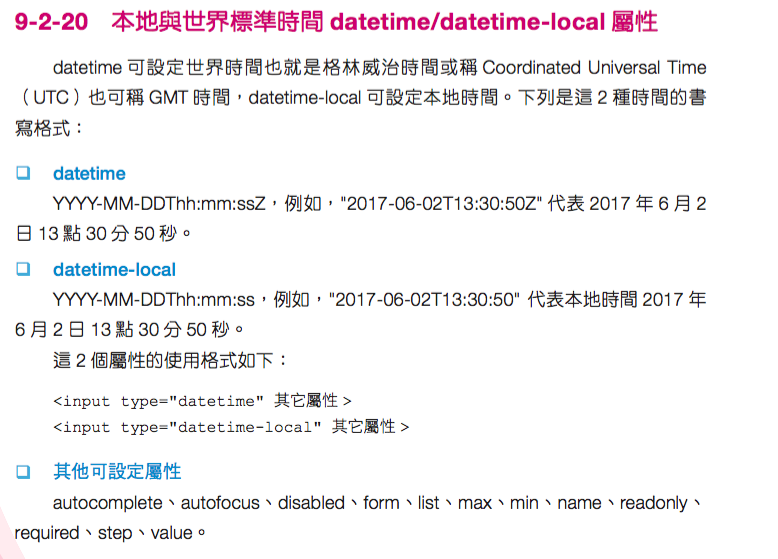 9-2-20 本地與世界標準時間 datetime/datetime-local 屬性
datetime 可設定世界時間也就是格林威治時間或稱 Coordinated Universal Time
（UTC）也可稱 GMT 時間，datetime-local 可設定本地時間。下列是這 2 種時間的書
寫格式：
❑ datetime
YYYY-MM-DDThh:mm:ssZ，例如，"2017-06-02T13:30:50Z" 代表 2017 年 6 月 2
日 13 點 30 分 50 秒。
❑ datetime-local
YYYY-MM-DDThh:mm:ss，例如，"2017-06-02T13:30:50" 代表本地時間 2017 年
6 月 2 日 13 點 30 分 50 秒。
這 2 個屬性的使用格式如下：
<input type="datetime" 其它屬性 >
<input type="datetime-local" 其它屬性 >
❑ 其他可設定屬性
autocomplete、autofocus、disabled、form、list、max、min、name、readonly、
required、step、value。